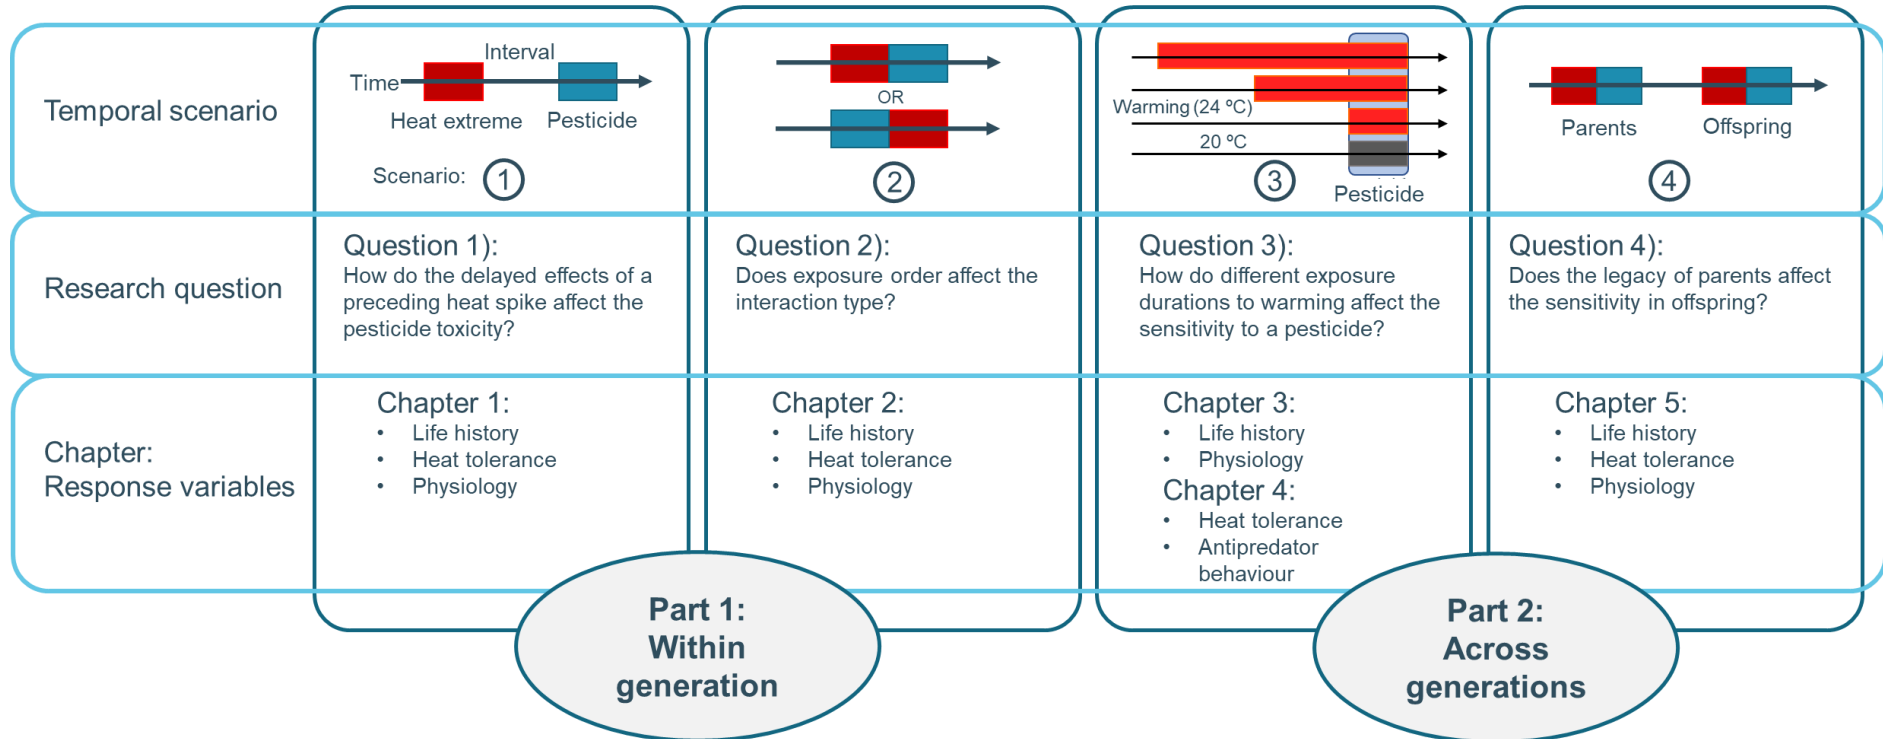 Temporal scenario
Interval
Time
Heat extreme
Pesticide
Scenario:
1
OR
2
Warming (24 ºC)
20 ºC
3
Pesticide
Parents
Offspring
4
Research question
Question 1):
How do the delayed effects of a
preceding heat spike affect the
pesticide toxicity?
Question 2):
Does exposure order affect the
interaction type?
Question 3):
How do different exposure
durations to warming affect the
sensitivity to a pesticide?
Question 4):
Does the legacy of parents affect
the sensitivity in offspring?
Chapter:
Response variables
Chapter 1:
• Life history
• Heat tolerance
• Physiology
Chapter 2:
• Life history
• Heat tolerance
• Physiology
Chapter 3:
• Life history
• Physiology
Chapter 4:
• Heat tolerance
• Antipredator
behaviour
Chapter 5:
• Life history
• Heat tolerance
• Physiology
Part 1:
Within
generation
Part 2:
Across
generations